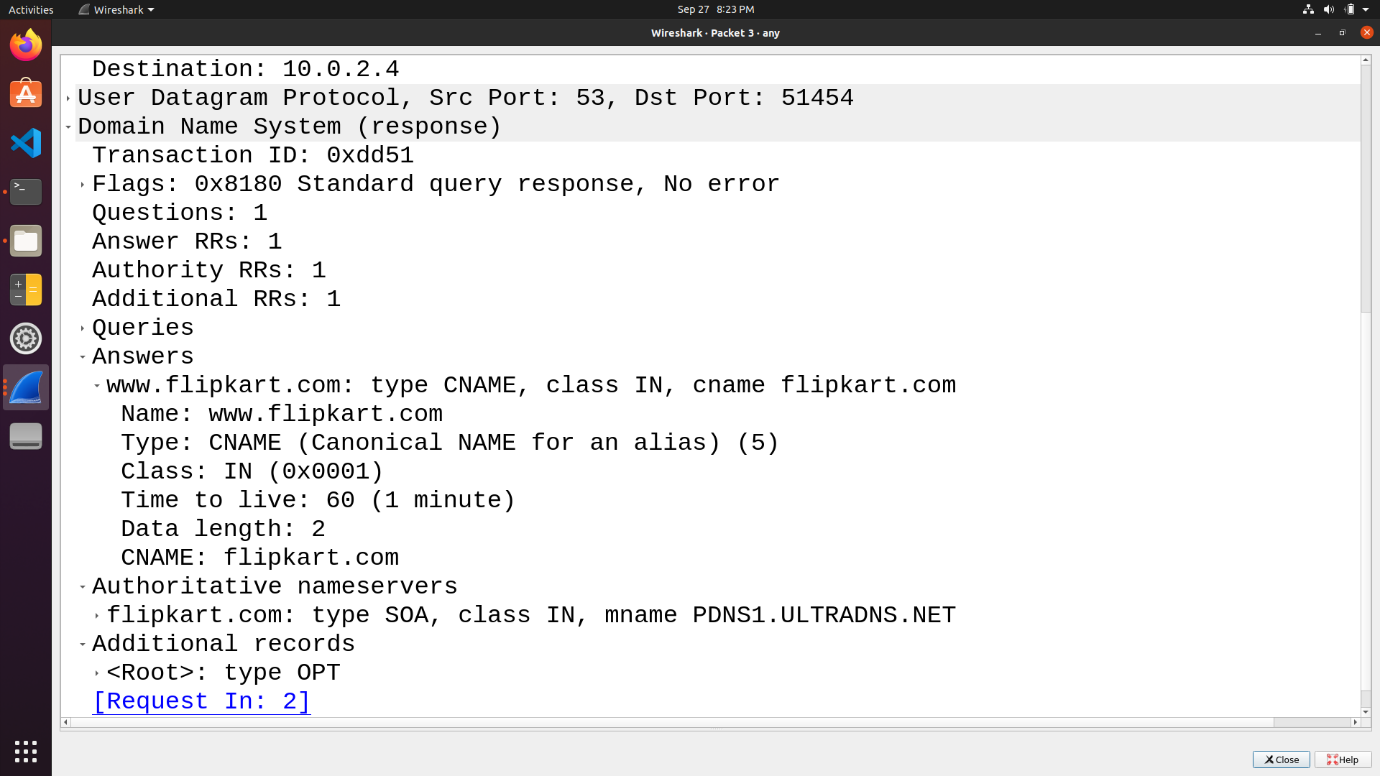 Activities
Wireshark
Sep 27 8:23 PM
Wireshark · Packet 3 · any
Destination: 10.0.2.4
User Datagram Protocol, Src Port: 53, Dst Port: 51454
Domain Name System (response)
Transaction ID: 0xdd51
Flags: 0x8180 Standard query response, No error
Questions: 1
Answer RRs: 1
Authority RRs: 1
Additional RRs: 1
Queries
Answers
www.flipkart.com: type CNAME, class IN, cname flipkart.com
Name: www.flipkart.com
Type: CNAME (Canonical NAME for an alias) (5)
Class: IN (0x0001)
Time to live: 60 (1 minute)
Data length: 2
CNAME: flipkart.com
Authoritative nameservers
flipkart.com: type SOA, class IN, mname PDNS1.ULTRADNS.NET
Additional records
<Root>: type OPT
[Request In: 2]
Close
Help